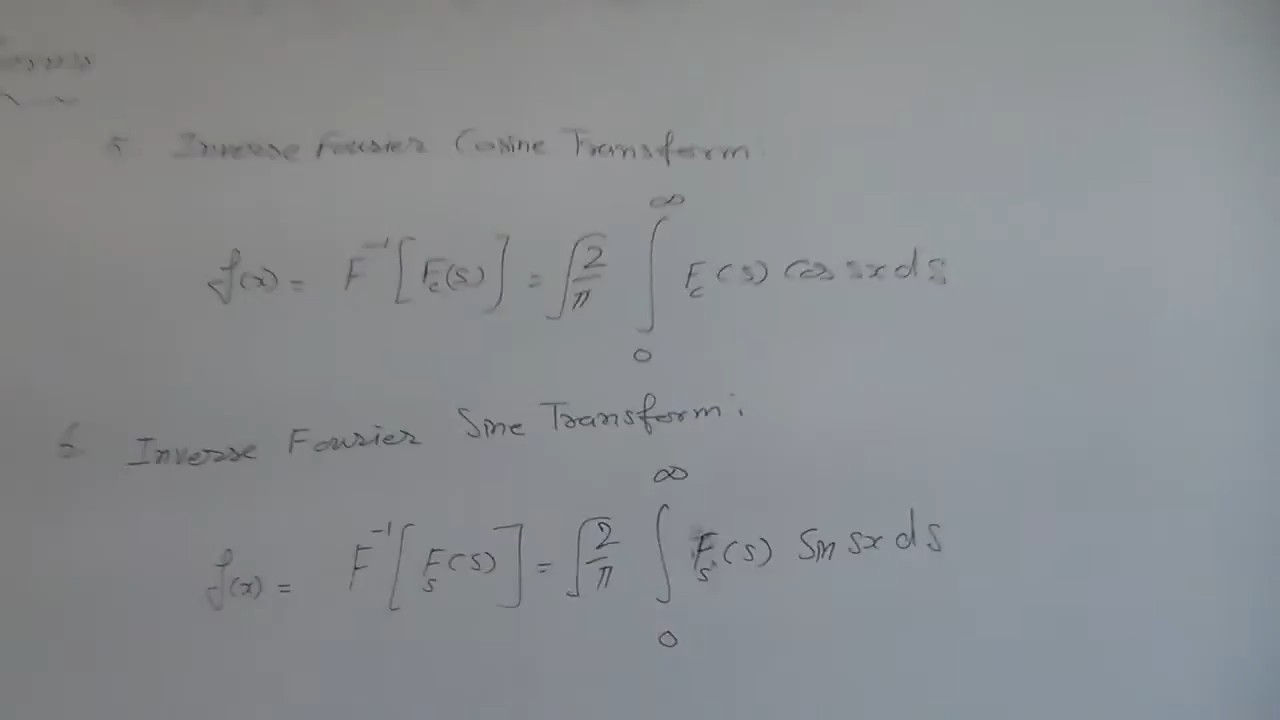 5 Inverse Fourier Cosine Transform.
f(x) = F⁻¹[F_c(s)] = √(2/π) ∫₀^∞ F_c(s) cos sx ds
6 Inverse Fourier Sine Transform:
f(x) = F⁻¹[F_s(s)] = √(2/π) ∫₀^∞ F_s(s) Sin sx ds